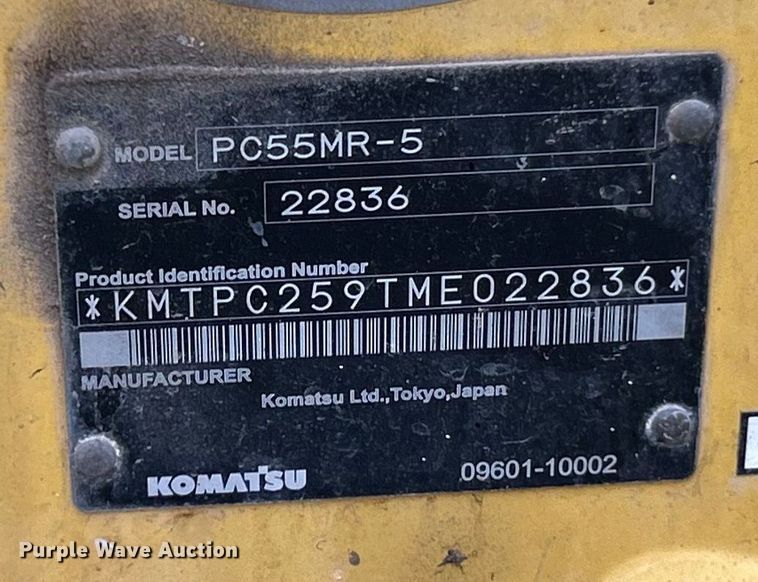 MODEL PC55MR-5
SERIAL No. 22836
Product Identification Number
*KMTPC259TME022836*
MANUFACTURER
Komatsu Ltd.,Tokyo,Japan
KOMATSU 09601-10002
Purple Wave Auction